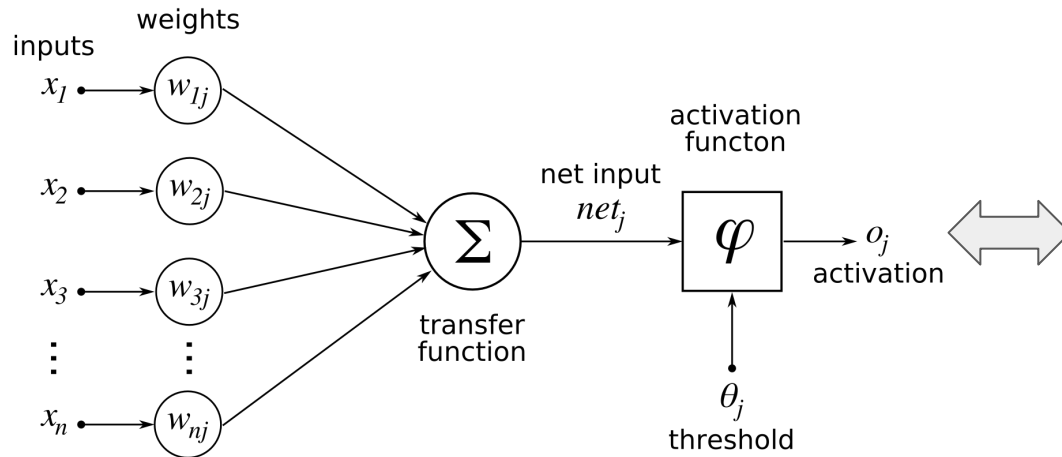 weights
inputs
x1
w1j
x2
w2j
x3
w3j
⋮
⋮
xn
wnj
Σ
transfer
function
net input
netj
activation
functon
φ
oj
activation
θj
threshold